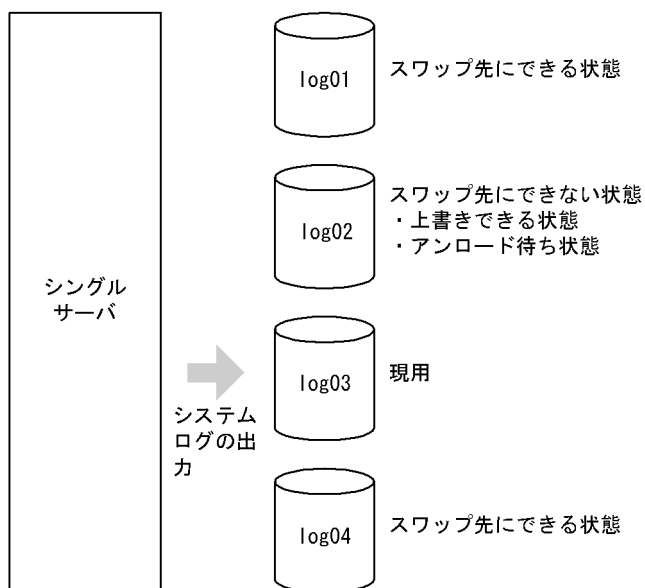 log01
スワップ先にできる状態
log02
スワップ先にできない状態
・上書きできる状態
・アンロード待ち状態
シングル
サーバ
log03
現用
システム
ログの出
力
log04
スワップ先にできる状態